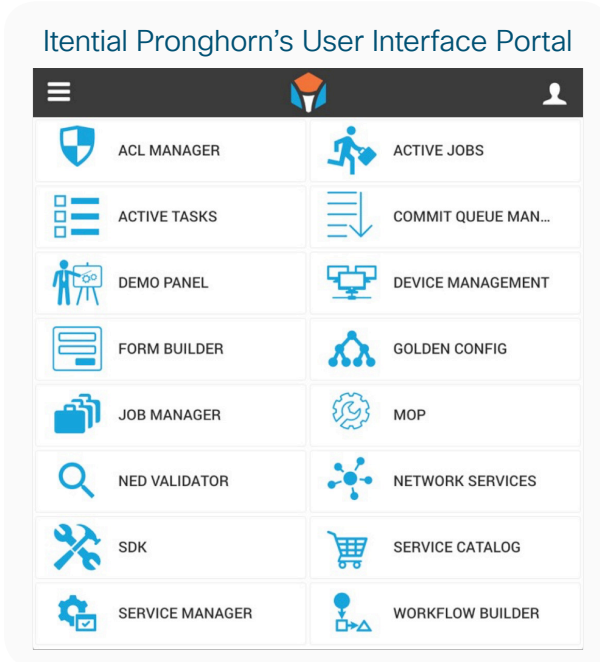 Itential Pronghorn's User Interface Portal
ACL MANAGER
ACTIVE JOBS
ACTIVE TASKS
COMMIT QUEUE MAN...
DEMO PANEL
DEVICE MANAGEMENT
FORM BUILDER
GOLDEN CONFIG
JOB MANAGER
MOP
NED VALIDATOR
NETWORK SERVICES
SDK
SERVICE CATALOG
SERVICE MANAGER
WORKFLOW BUILDER